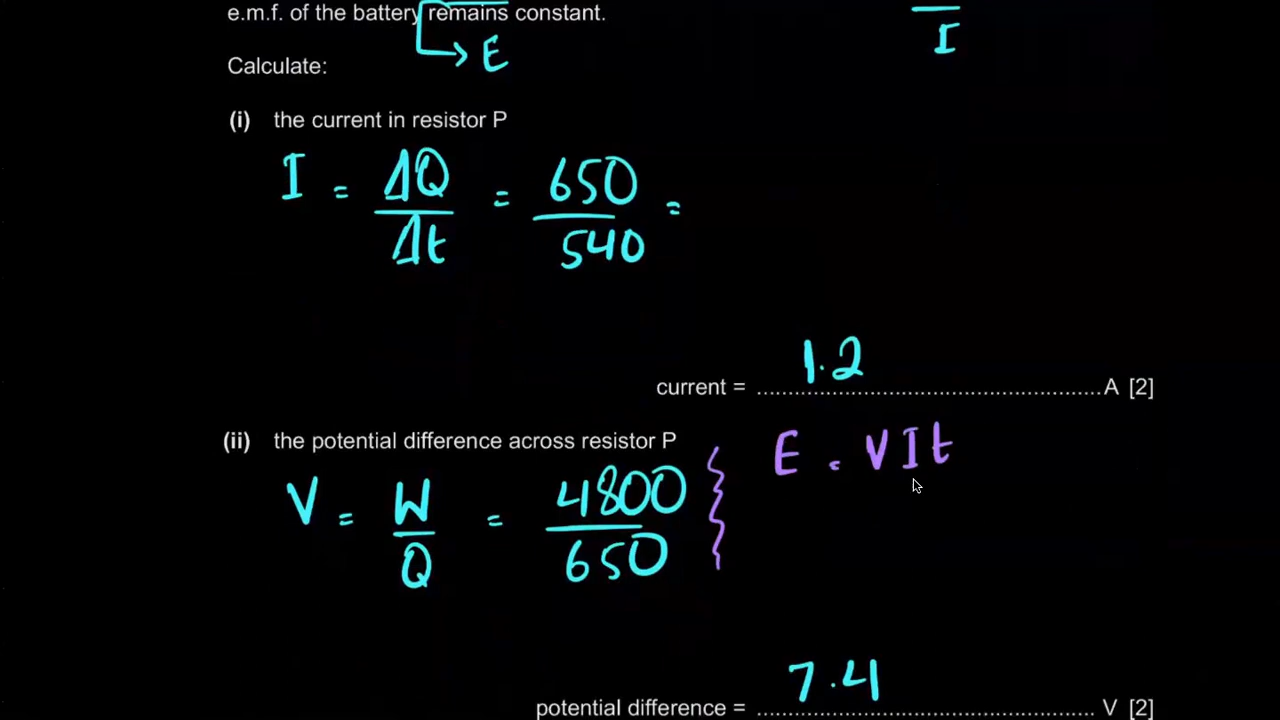 e.m.f. of the battery remains constant.
I
E
Calculate:
(i) the current in resistor P
I = ΔQ / Δt = 650 / 540 =
1.2
current = ........................................................ A [2]
(ii) the potential difference across resistor P
E = VIt
V = W / Q = 4800 / 650
7.4
potential difference = ........................................................ V [2]